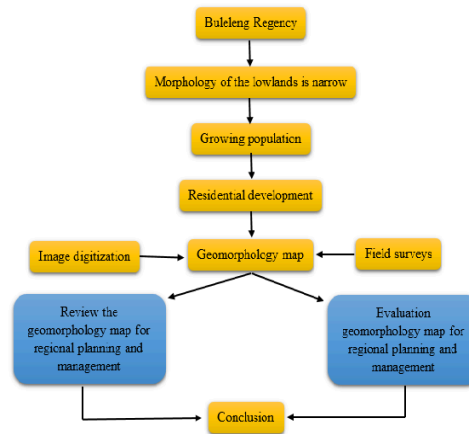 Buleleng Regency
Morphology of the lowlands is narrow
Growing population
Residential development
Image digitization
Geomorphology map
Field surveys
Review the
geomorphology map for
regional planning and
management
Evaluation
geomorphology map for
regional planning and
management
Conclusion